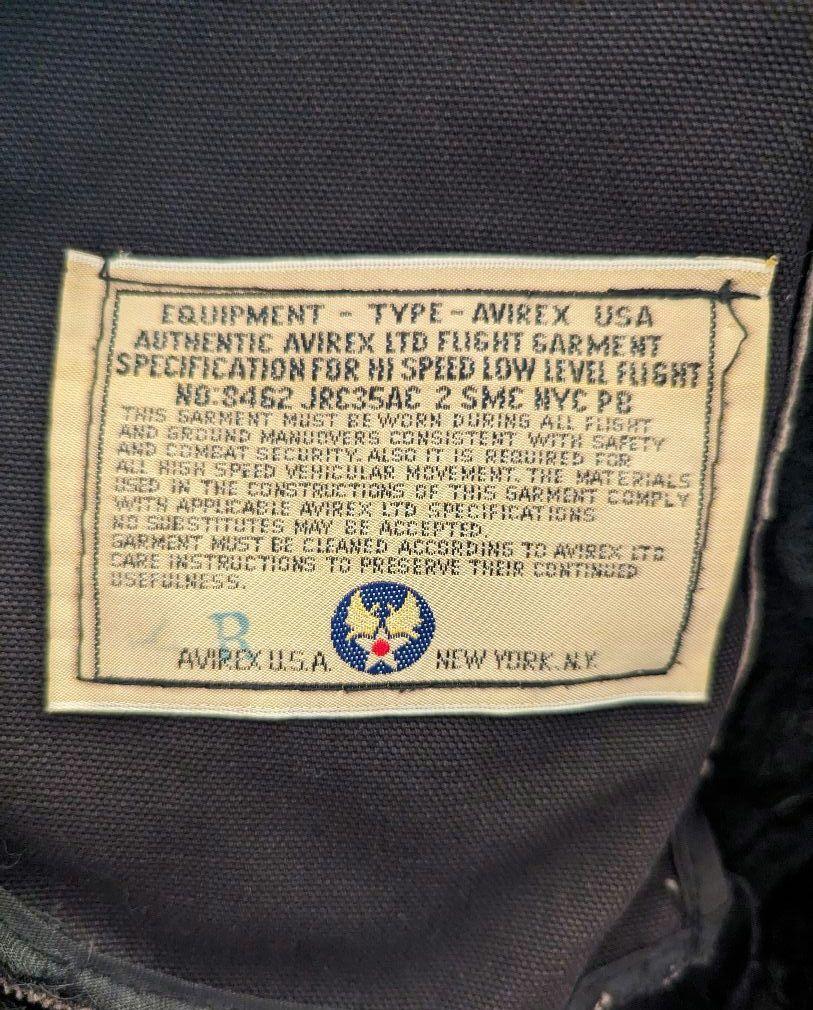 EQUIPMENT - TYPE - AVIREX USA
AUTHENTIC AVIREX LTD FLIGHT GARMENT
SPECIFICATION FOR HI SPEED LOW LEVEL FLIGHT
NO:8462 JRC35AC 2 SMC NYC PB
THIS GARMENT MUST BE WORN DURING ALL FLIGHT
AND GROUND MANUOVERS CONSISTENT WITH SAFETY
AND COMBAT SECURITY. ALSO IT IS REQUIRED FOR
ALL HIGH SPEED VEHICULAR MOVEMENT. THE MATERIALS
USED IN THE CONSTRUCTIONS OF THIS GARMENT COMPLY
WITH APPLICABLE AVIREX LTD SPECIFICATIONS
NO SUBSTITUTES MAY BE ACCEPTED.
GARMENT MUST BE CLEANED ACCORDING TO AVIREX LTD
CARE INSTRUCTIONS TO PRESERVE THEIR CONTINUED
USEFULNESS.
B
AVIREX U.S.A. NEW YORK. N.Y.